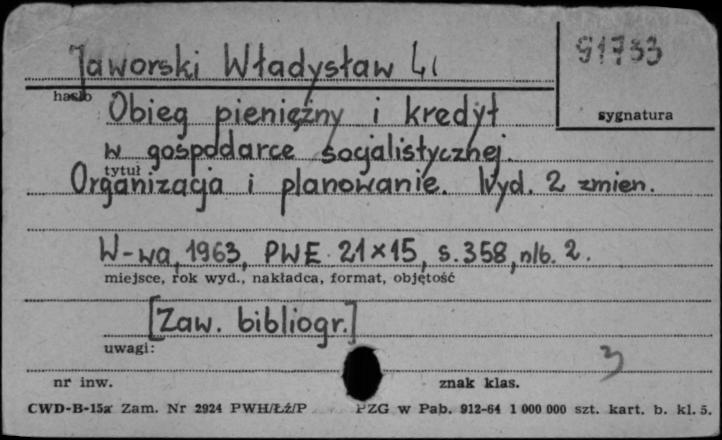 Jaworski Władysław L.
91733
hasło
sygnatura
Obieg pieniężny i kredyt
w gospodarce socjalistycznej.
tytuł
Organizacja i planowanie. Wyd. 2 zmien.
W-wa, 1963, PWE 21×15, s. 358, nlb. 2.
miejsce, rok wyd., nakładca, format, objętość
[Zaw. bibliogr.]
uwagi:
3
nr inw.
znak klas.
CWD-B-15a Zam. Nr 2924 PWH/Łź/P PZG w Pab. 912-64 1 000 000 szt. kart. b. kl. 5.